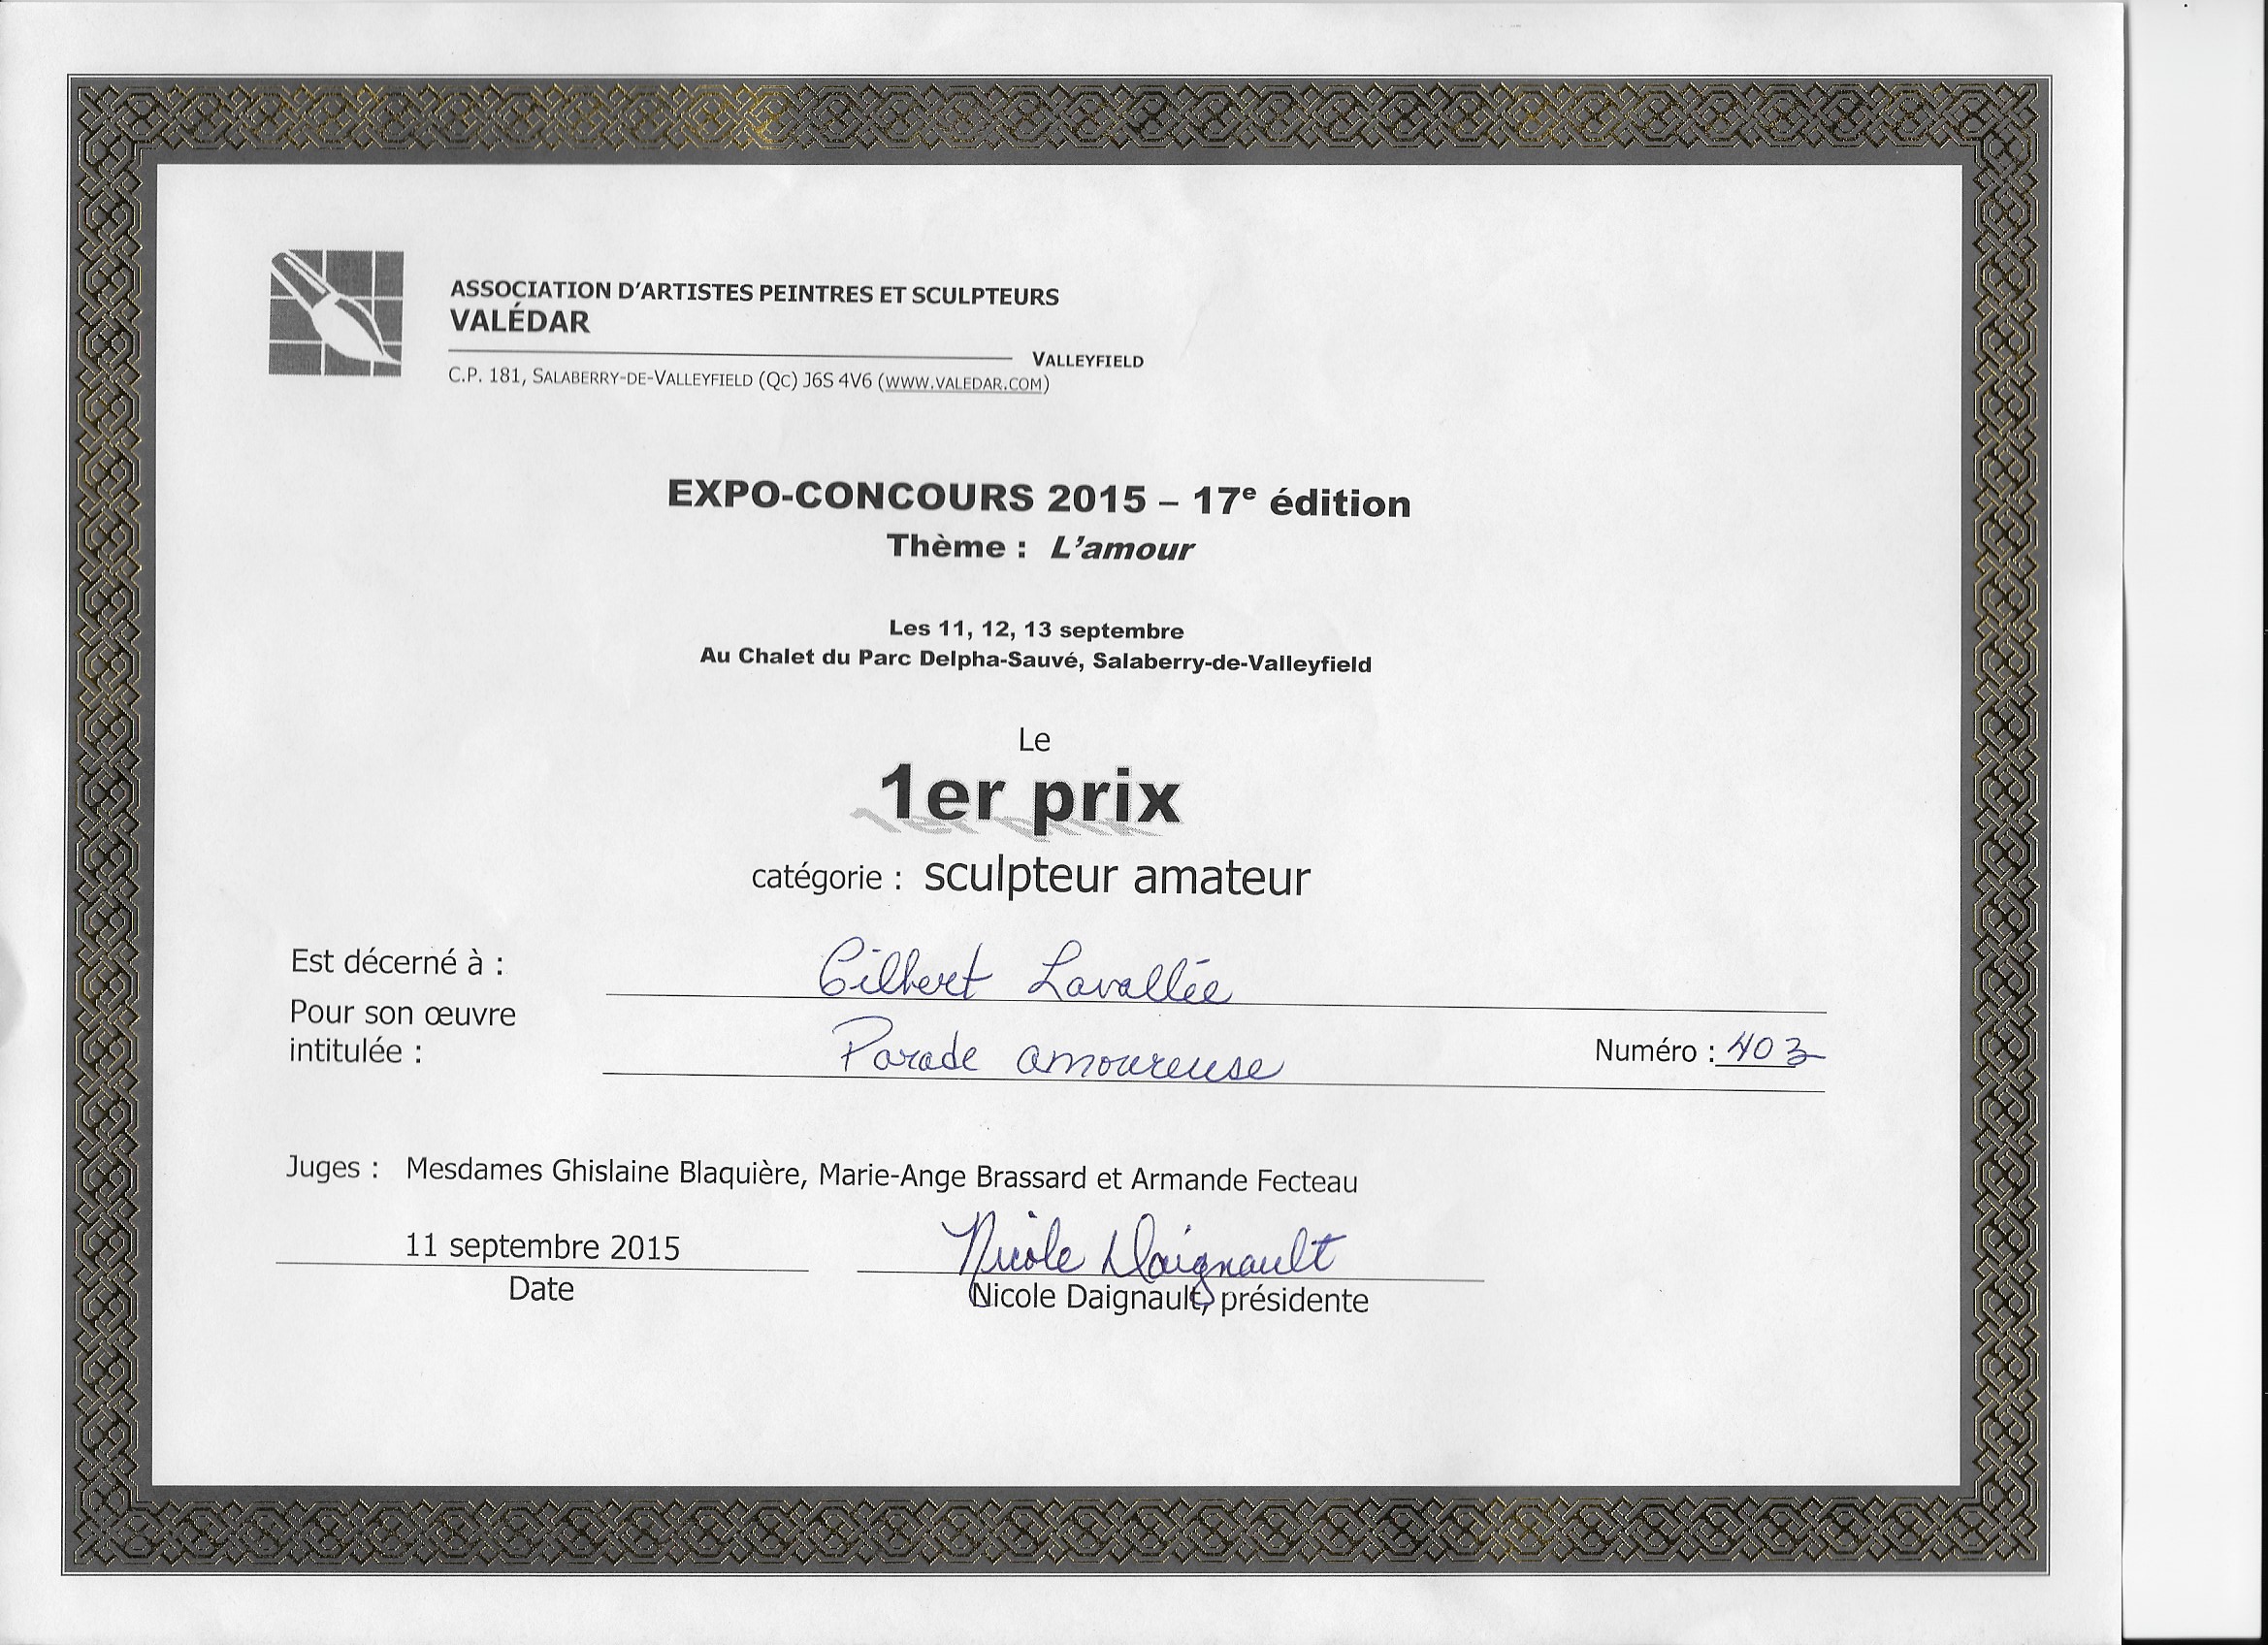 ASSOCIATION D'ARTISTES PEINTRES ET SCULPTEURS
VALÉDAR
VALLEYFIELD
C.P. 181, SALABERRY-DE-VALLEYFIELD (QC) J6S 4V6 (WWW.VALEDAR.COM)
EXPO-CONCOURS 2015 – 17e édition
Thème : L'amour
Les 11, 12, 13 septembre
Au Chalet du Parc Delpha-Sauvé, Salaberry-de-Valleyfield
Le
1er prix
catégorie : sculpteur amateur
Est décerné à : Gilbert Lavallée
Pour son œuvre
intitulée : Parade amoureuse Numéro : 403
Juges : Mesdames Ghislaine Blaquière, Marie-Ange Brassard et Armande Fecteau
11 septembre 2015 Nicole Daignault
Date Nicole Daignault, présidente